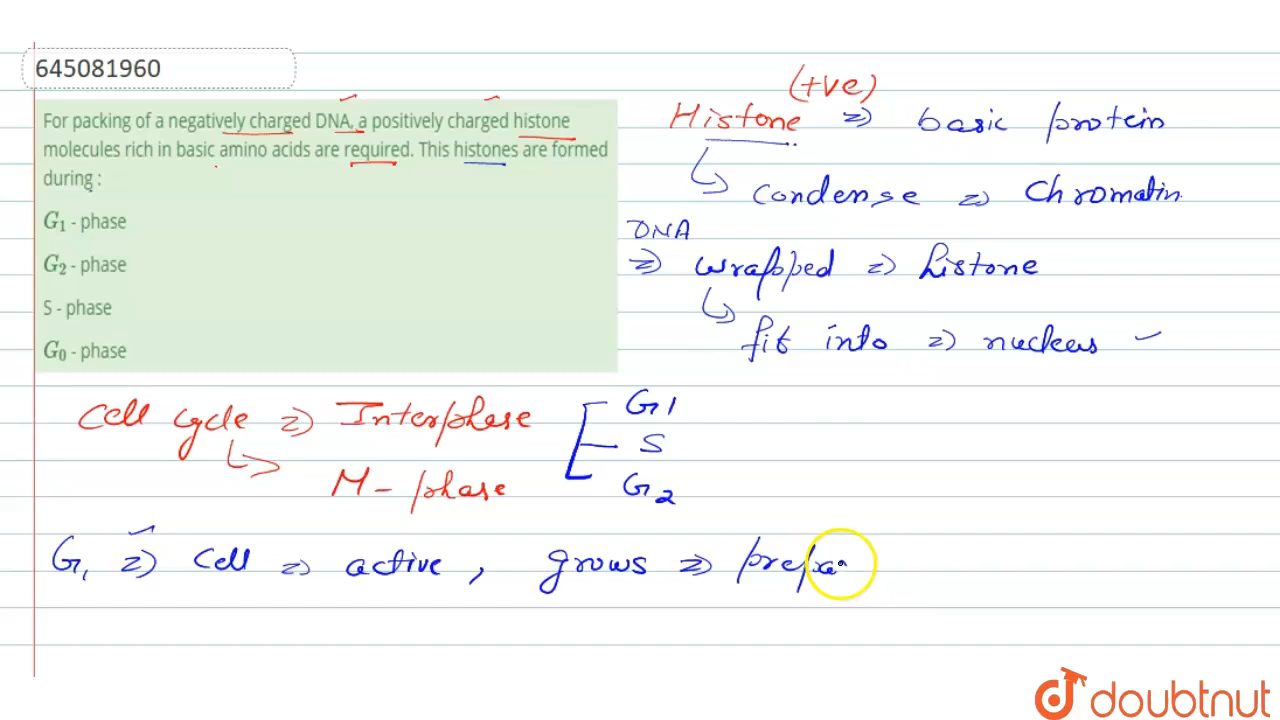 645081960
For packing of a negatively charged DNA, a positively charged histone
molecules rich in basic amino acids are required. This histones are formed
during :
G1 - phase
G2 - phase
S - phase
G0 - phase
(+ve)
Histone => basic protein
condense => Chromatin
DNA
=> wrapped => histone
fit into => nucleus
Cell cycle => Interphase
M - phase
G1
S
G2
G1 => Cell => active, grows => prepar
doubtnut